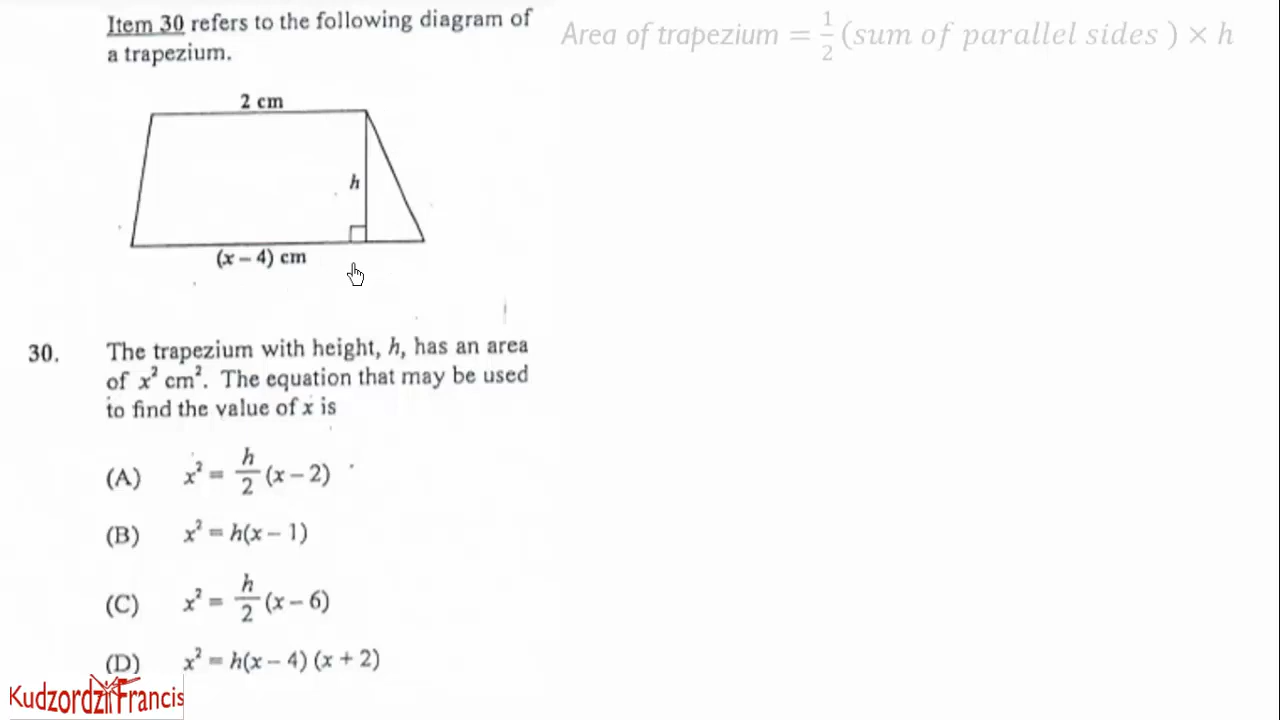 Item 30 refers to the following diagram of
a trapezium.
Area of trapezium = 1/2 (sum of parallel sides ) × h
2 cm
h
(x – 4) cm
30. The trapezium with height, h, has an area
of x² cm². The equation that may be used
to find the value of x is
(A) x² = h/2 (x – 2)
(B) x² = h(x – 1)
(C) x² = h/2 (x – 6)
(D) x² = h(x – 4) (x + 2)
Kudzordzi Francis